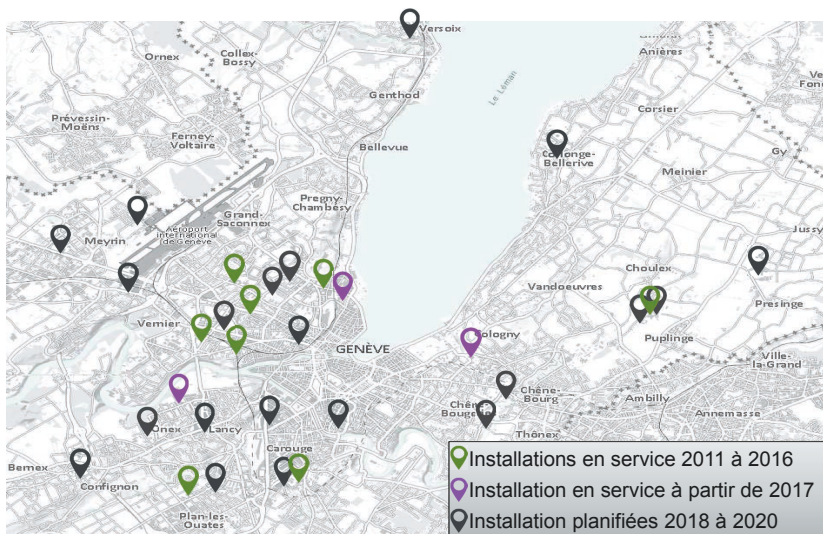 Versoix
Collex-
Bossy
Ornex
Anières
Genthod
Le Léman
Corsier
Prévessin-
Moëns
Ferney-
Voltaire
Bellevue
Collonge-
Bellerive
Gy
Meinier
Pregny-
Chambésy
Grand-
Saconnex
Jussy
Meyrin
Aéroport
international
de Genève
Choulex
Vandoeuvres
Presinge
Vernier
Cologny
Puplinge
GENÈVE
Ville-
la-Grand
Chêne-
Bourg
Ambilly
Chêne-
Annemasse
Onex
Lancy
Thônex
Carouge
Bernex
Confignon
Plan-les-
Ouates
Installations en service 2011 à 2016
Installation en service à partir de 2017
Installation planifiées 2018 à 2020